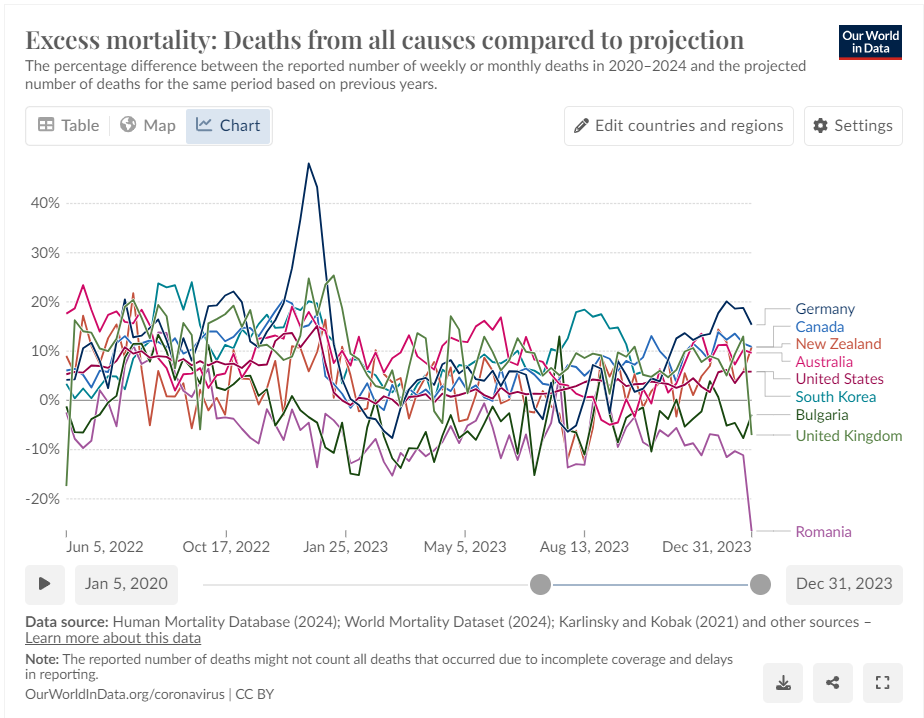 Excess mortality: Deaths from all causes compared to projection
Our World
in Data
The percentage difference between the reported number of weekly or monthly deaths in 2020–2024 and the projected
number of deaths for the same period based on previous years.
Table
Map
Chart
Edit countries and regions
Settings
40%
30%
20%
10%
0%
-10%
-20%
Germany
Canada
New Zealand
Australia
United States
South Korea
Bulgaria
United Kingdom
Romania
Jun 5, 2022
Oct 17, 2022
Jan 25, 2023
May 5, 2023
Aug 13, 2023
Dec 31, 2023
Jan 5, 2020
Dec 31, 2023
Data source: Human Mortality Database (2024); World Mortality Dataset (2024); Karlinsky and Kobak (2021) and other sources –
Learn more about this data
Note: The reported number of deaths might not count all deaths that occurred due to incomplete coverage and delays
in reporting.
OurWorldInData.org/coronavirus | CC BY